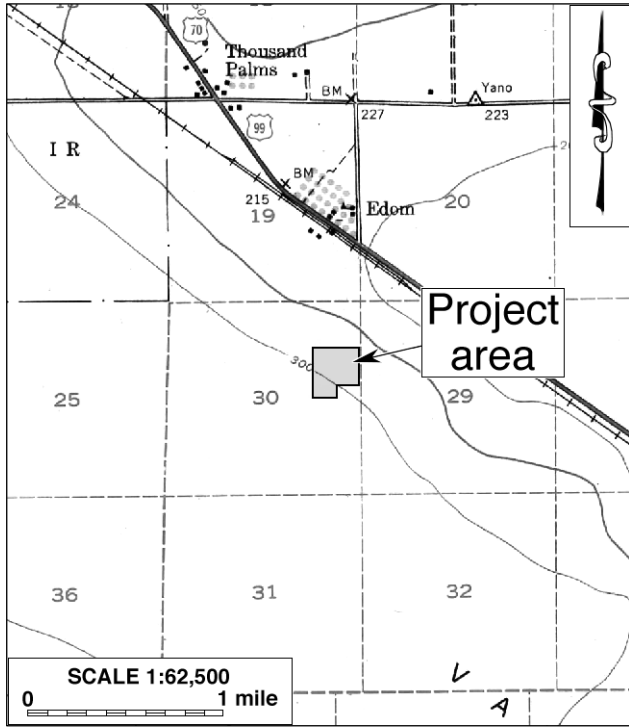 70
Thousand
Palms
BM
Yano
227
223
99
I R
BM
24
215
19
Edom
20
Project
area
300
25
30
29
36
31
32
SCALE 1:62,500
0 1 mile
V
A